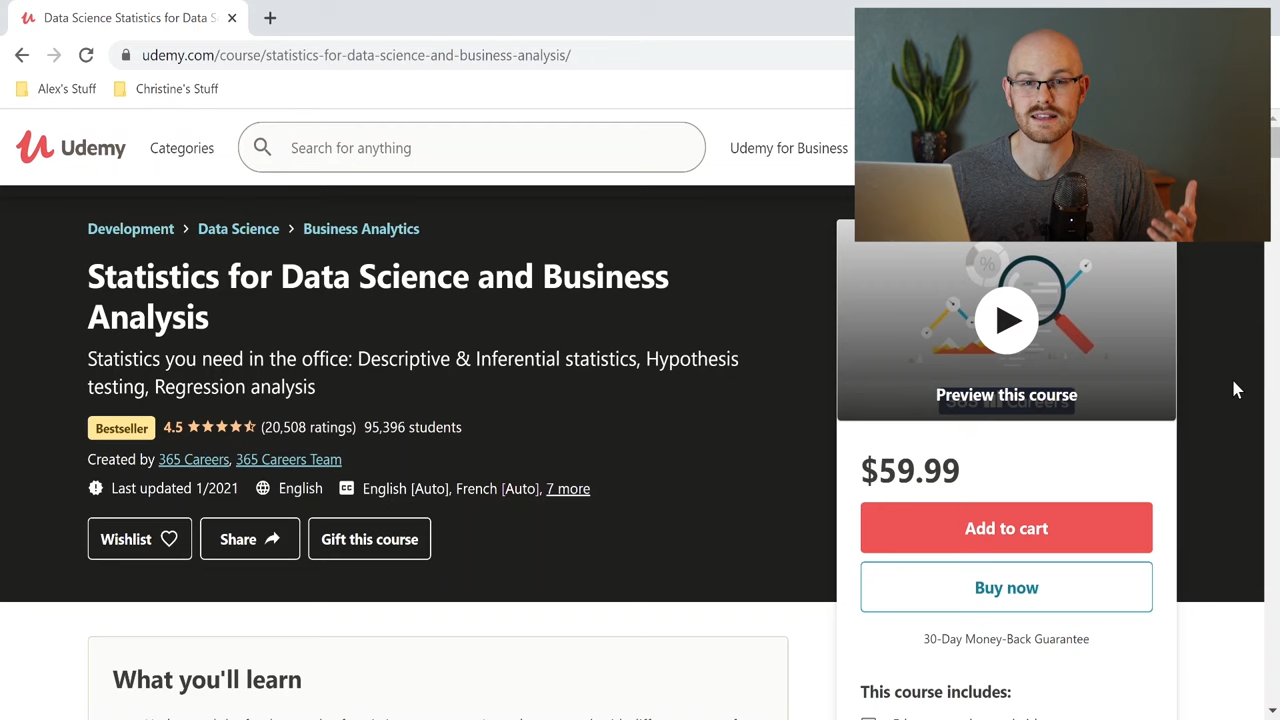 Data Science Statistics for Data S
udemy.com/course/statistics-for-data-science-and-business-analysis/
Alex's Stuff
Christine's Stuff
Udemy
Categories
Search for anything
Udemy for Business
Development > Data Science > Business Analytics
Statistics for Data Science and Business
Analysis
Statistics you need in the office: Descriptive & Inferential statistics, Hypothesis
testing, Regression analysis
Bestseller 4.5 (20,508 ratings) 95,396 students
Created by 365 Careers, 365 Careers Team
Last updated 1/2021 English English [Auto], French [Auto], 7 more
Wishlist
Share
Gift this course
%
Preview this course
$59.99
Add to cart
Buy now
30-Day Money-Back Guarantee
This course includes:
What you'll learn